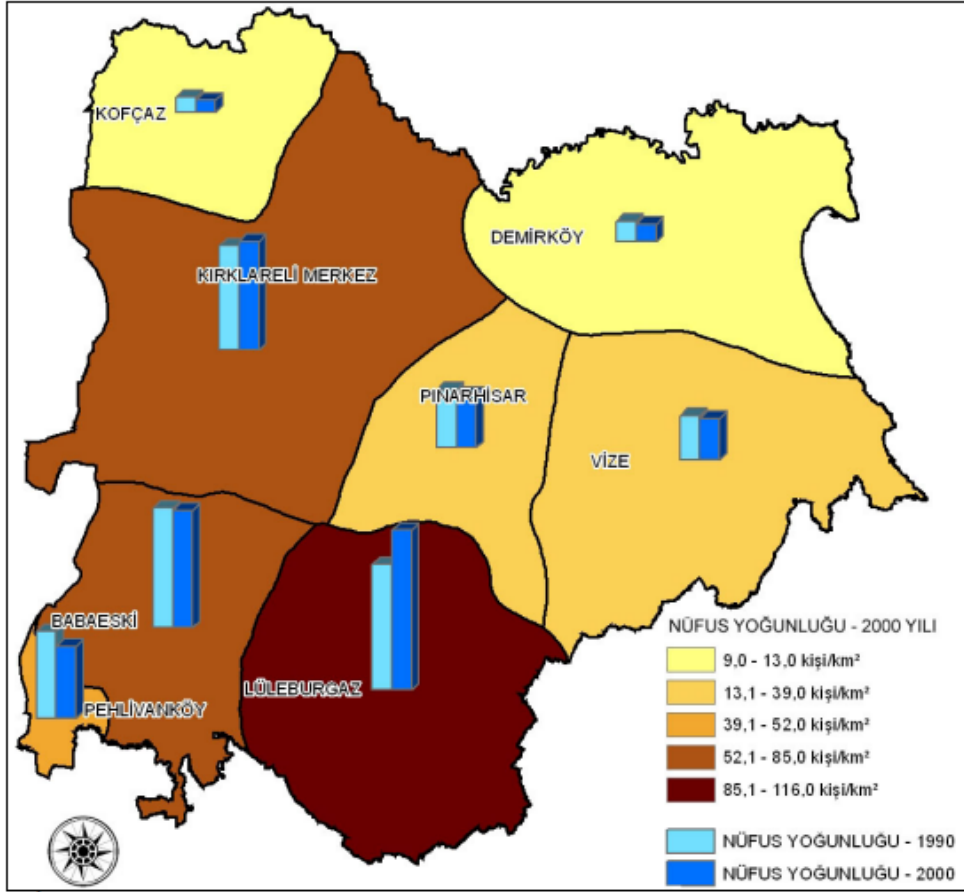 KOFÇAZ
DEMİRKÖY
KIRKLARELİ MERKEZ
PINARHİSAR
VİZE
BABAESKİ
LÜLEBURGAZ
PEHLİVANKÖY
NÜFUS YOĞUNLUĞU - 2000 YILI
9,0 - 13,0 kişi/km²
13,1 - 39,0 kişi/km²
39,1 - 52,0 kişi/km²
52,1 - 85,0 kişi/km²
85,1 - 116,0 kişi/km²
NÜFUS YOĞUNLUĞU - 1990
NÜFUS YOĞUNLUĞU - 2000